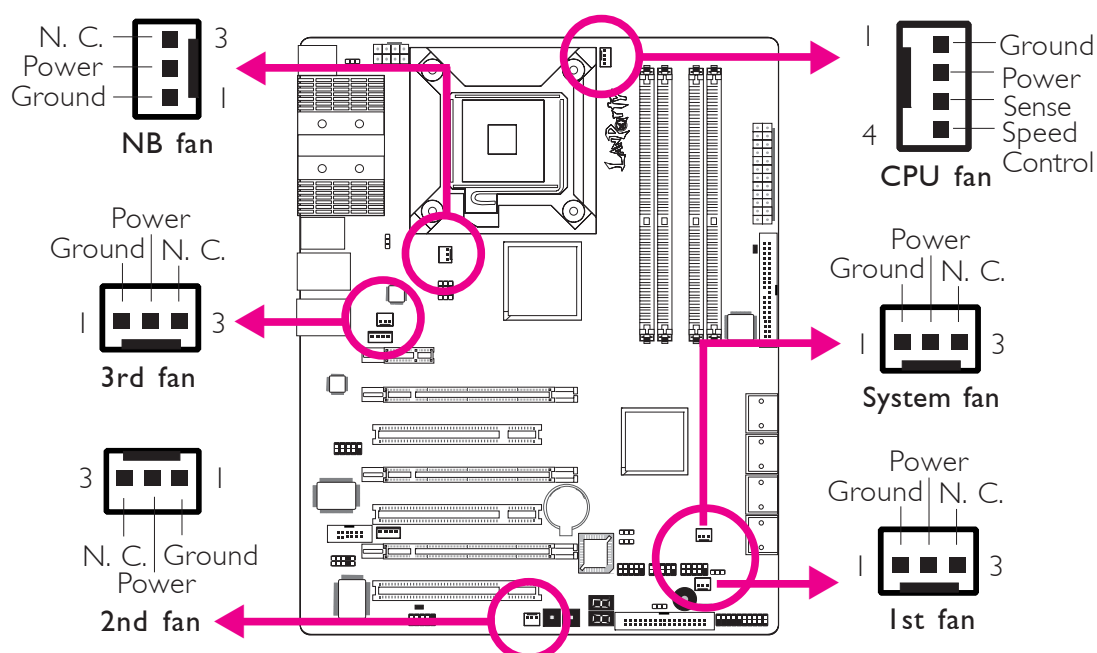 N. C.
Power
Ground
3
1
NB fan
1
4
Ground
Power
Sense
Speed
Control
CPU fan
LANPARTY
Power
Ground
N. C.
1
3
3rd fan
Power
Ground
N. C.
1
3
System fan
3
1
N. C.
Ground
Power
2nd fan
Power
Ground
N. C.
1
3
1st fan